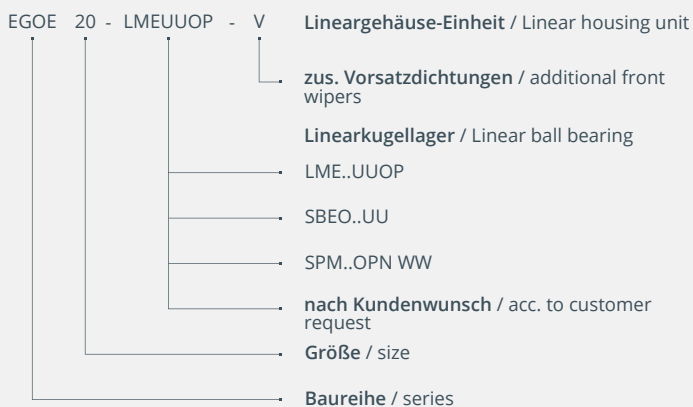 EGOE 20 - LMEUUOP - V Lineargehäuse-Einheit / Linear housing unit
zus. Vorsatzdichtungen / additional front
wipers
Linearkugellager / Linear ball bearing
LME..UUOP
SBEO..UU
SPM..OPN WW
nach Kundenwunsch / acc. to customer
request
Größe / size
Baureihe / series